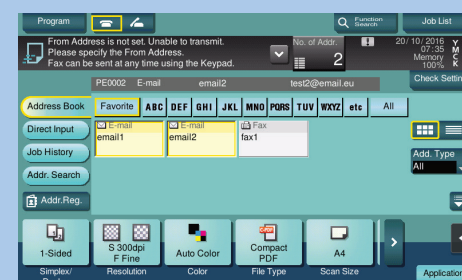 Program
Function
Search
Job List
From Address is not set. Unable to transmit.
Please specify the From Address.
Fax can be sent at any time using the Keypad.
No. of Addr.
2
20/10/2016
07:35
Memory
100%
Y
M
C
K
Check Settin
PE0002 E-mail email2 test2@email.eu
Address Book
Favorite
ABC
DEF
GHI
JKL
MNO
PQRS
TUV
WXYZ
etc
All
Direct Input
Job History
Addr. Search
Addr.Reg.
E-mail
email1
E-mail
email2
Fax
fax1
Add. Type
All
1-Sided
S 300dpi
F Fine
Auto Color
PDF
Compact
PDF
A4
Simplex/
Resolution
Color
File Type
Scan Size
Application